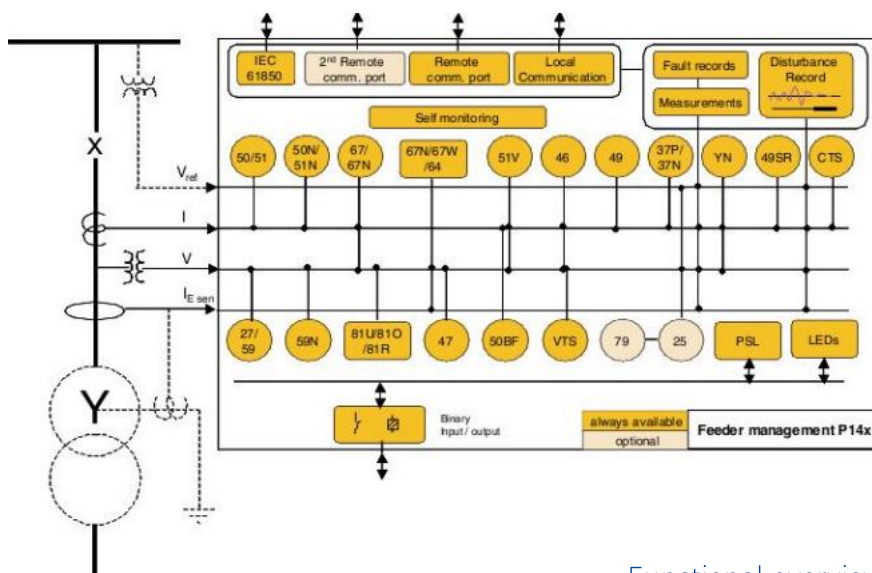 IEC
61850
2nd Remote
comm. port
Remote
comm. port
Local
Communication
Fault records
Measurements
Disturbance
Record
Self monitoring
50/51
50N/
51N
67/
67N
67N/67W
/64
51V
46
49
37P/
37N
YN
49SR
CTS
X
Vref
I
V
IE sen
27/
59
59N
81U/81O
/81R
47
50BF
VTS
79
25
PSL
LEDs
Y
Binary
Input / output
always available
optional
Feeder management P14x